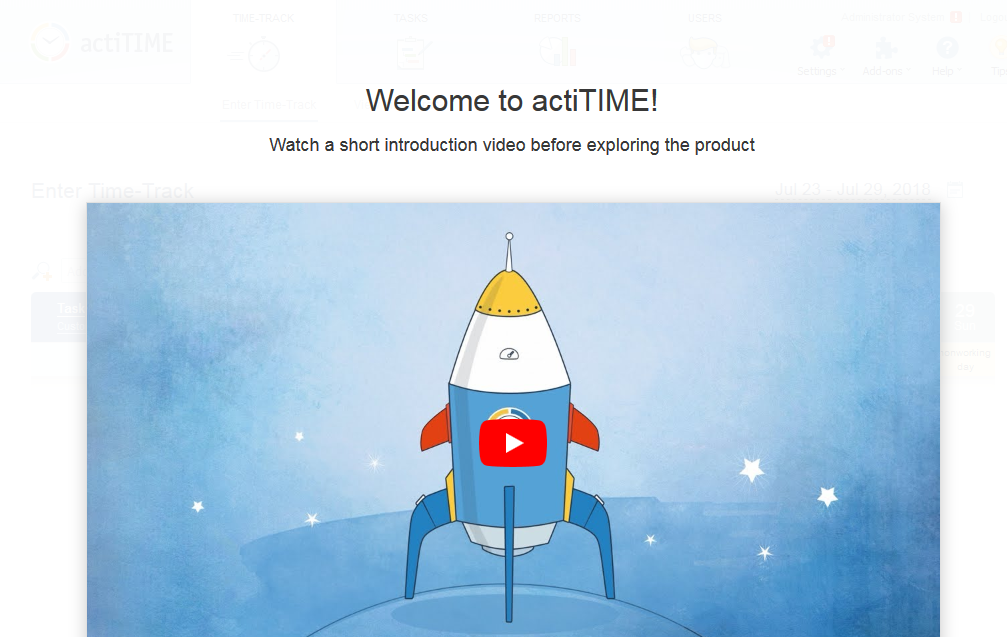 TIME-TRACK
TASKS
REPORTS
USERS
actiTIME
Settings
Add-ons
Help
Enter Time-Track
Welcome to actiTIME!
Watch a short introduction video before exploring the product
Enter Time-Track
Jul 23 - Jul 29, 2018